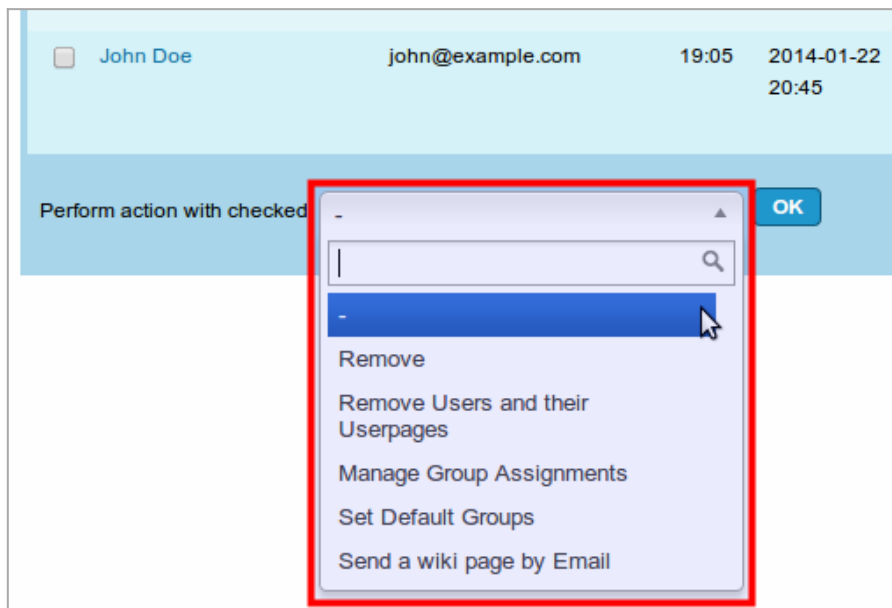 John Doe john@example.com 19:05 2014-01-22
20:45
Perform action with checked - OK
-
Remove
Remove Users and their
Userpages
Manage Group Assignments
Set Default Groups
Send a wiki page by Email